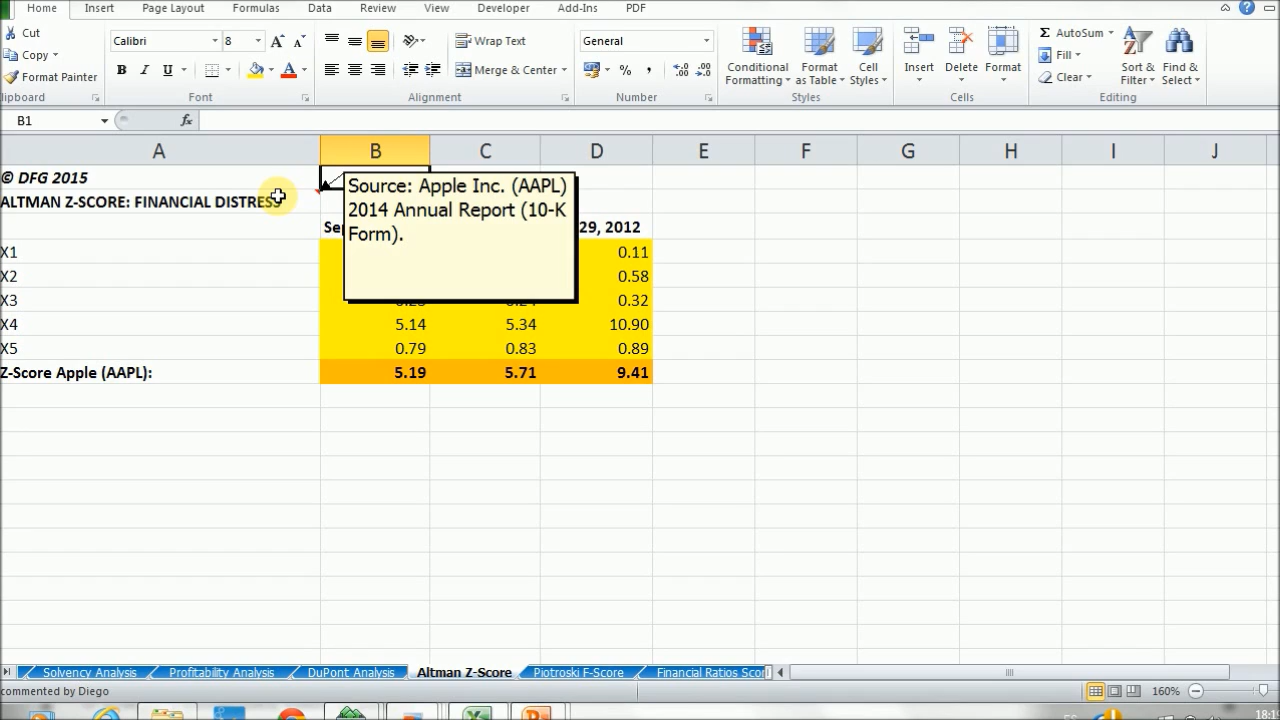 Home Insert Page Layout Formulas Data Review View Developer Add-Ins PDF
Cut
Copy
Format Painter
Calibri 8
B I U
Wrap Text
Merge & Center
General
% ,
Conditional Formatting
Format as Table
Cell Styles
Insert Delete Format
AutoSum
Fill
Clear
Sort & Filter
Find & Select
lipboard Font Alignment Number Styles Cells Editing
B1 fx
A B C D E F G H I J
© DFG 2015
ALTMAN Z-SCORE: FINANCIAL DISTRESS
Source: Apple Inc. (AAPL)
2014 Annual Report (10-K
Form).
Se 29, 2012
X1 0.11
X2 0.58
X3 0.32
X4 5.14 5.34 10.90
X5 0.79 0.83 0.89
Z-Score Apple (AAPL): 5.19 5.71 9.41
Solvency Analysis Profitability Analysis DuPont Analysis Altman Z-Score Piotroski F-Score Financial Ratios Scor
commented by Diego 160%